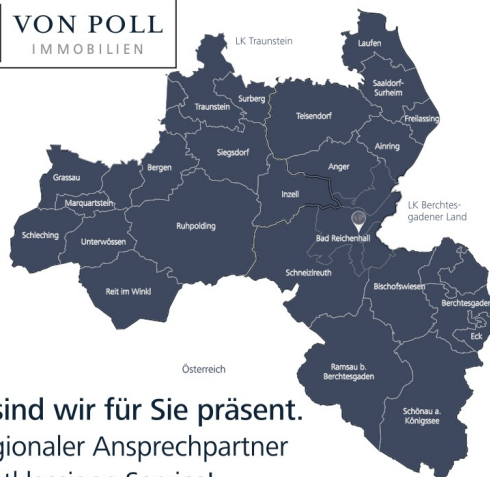 VON POLL
IMMOBILIEN
LK Traunstein
Laufen
Saaldorf-
Surheim
Surberg
Traunstein
Teisendorf
Freilassing
Ainring
Siegsdorf
Anger
Bergen
Grassau
Inzell
Marquartstein
LK Berchtes-
gadener Land
Ruhpolding
Schleching
Unterwössen
Bad Reichenhall
Schneizlreuth
Bischofswiesen
Reit im Winkl
Berchtesgaden
Eck
Österreich
Ramsau b.
Berchtesgaden
Schönau a.
Königssee
sind wir für Sie präsent.
gionaler Ansprechpartner